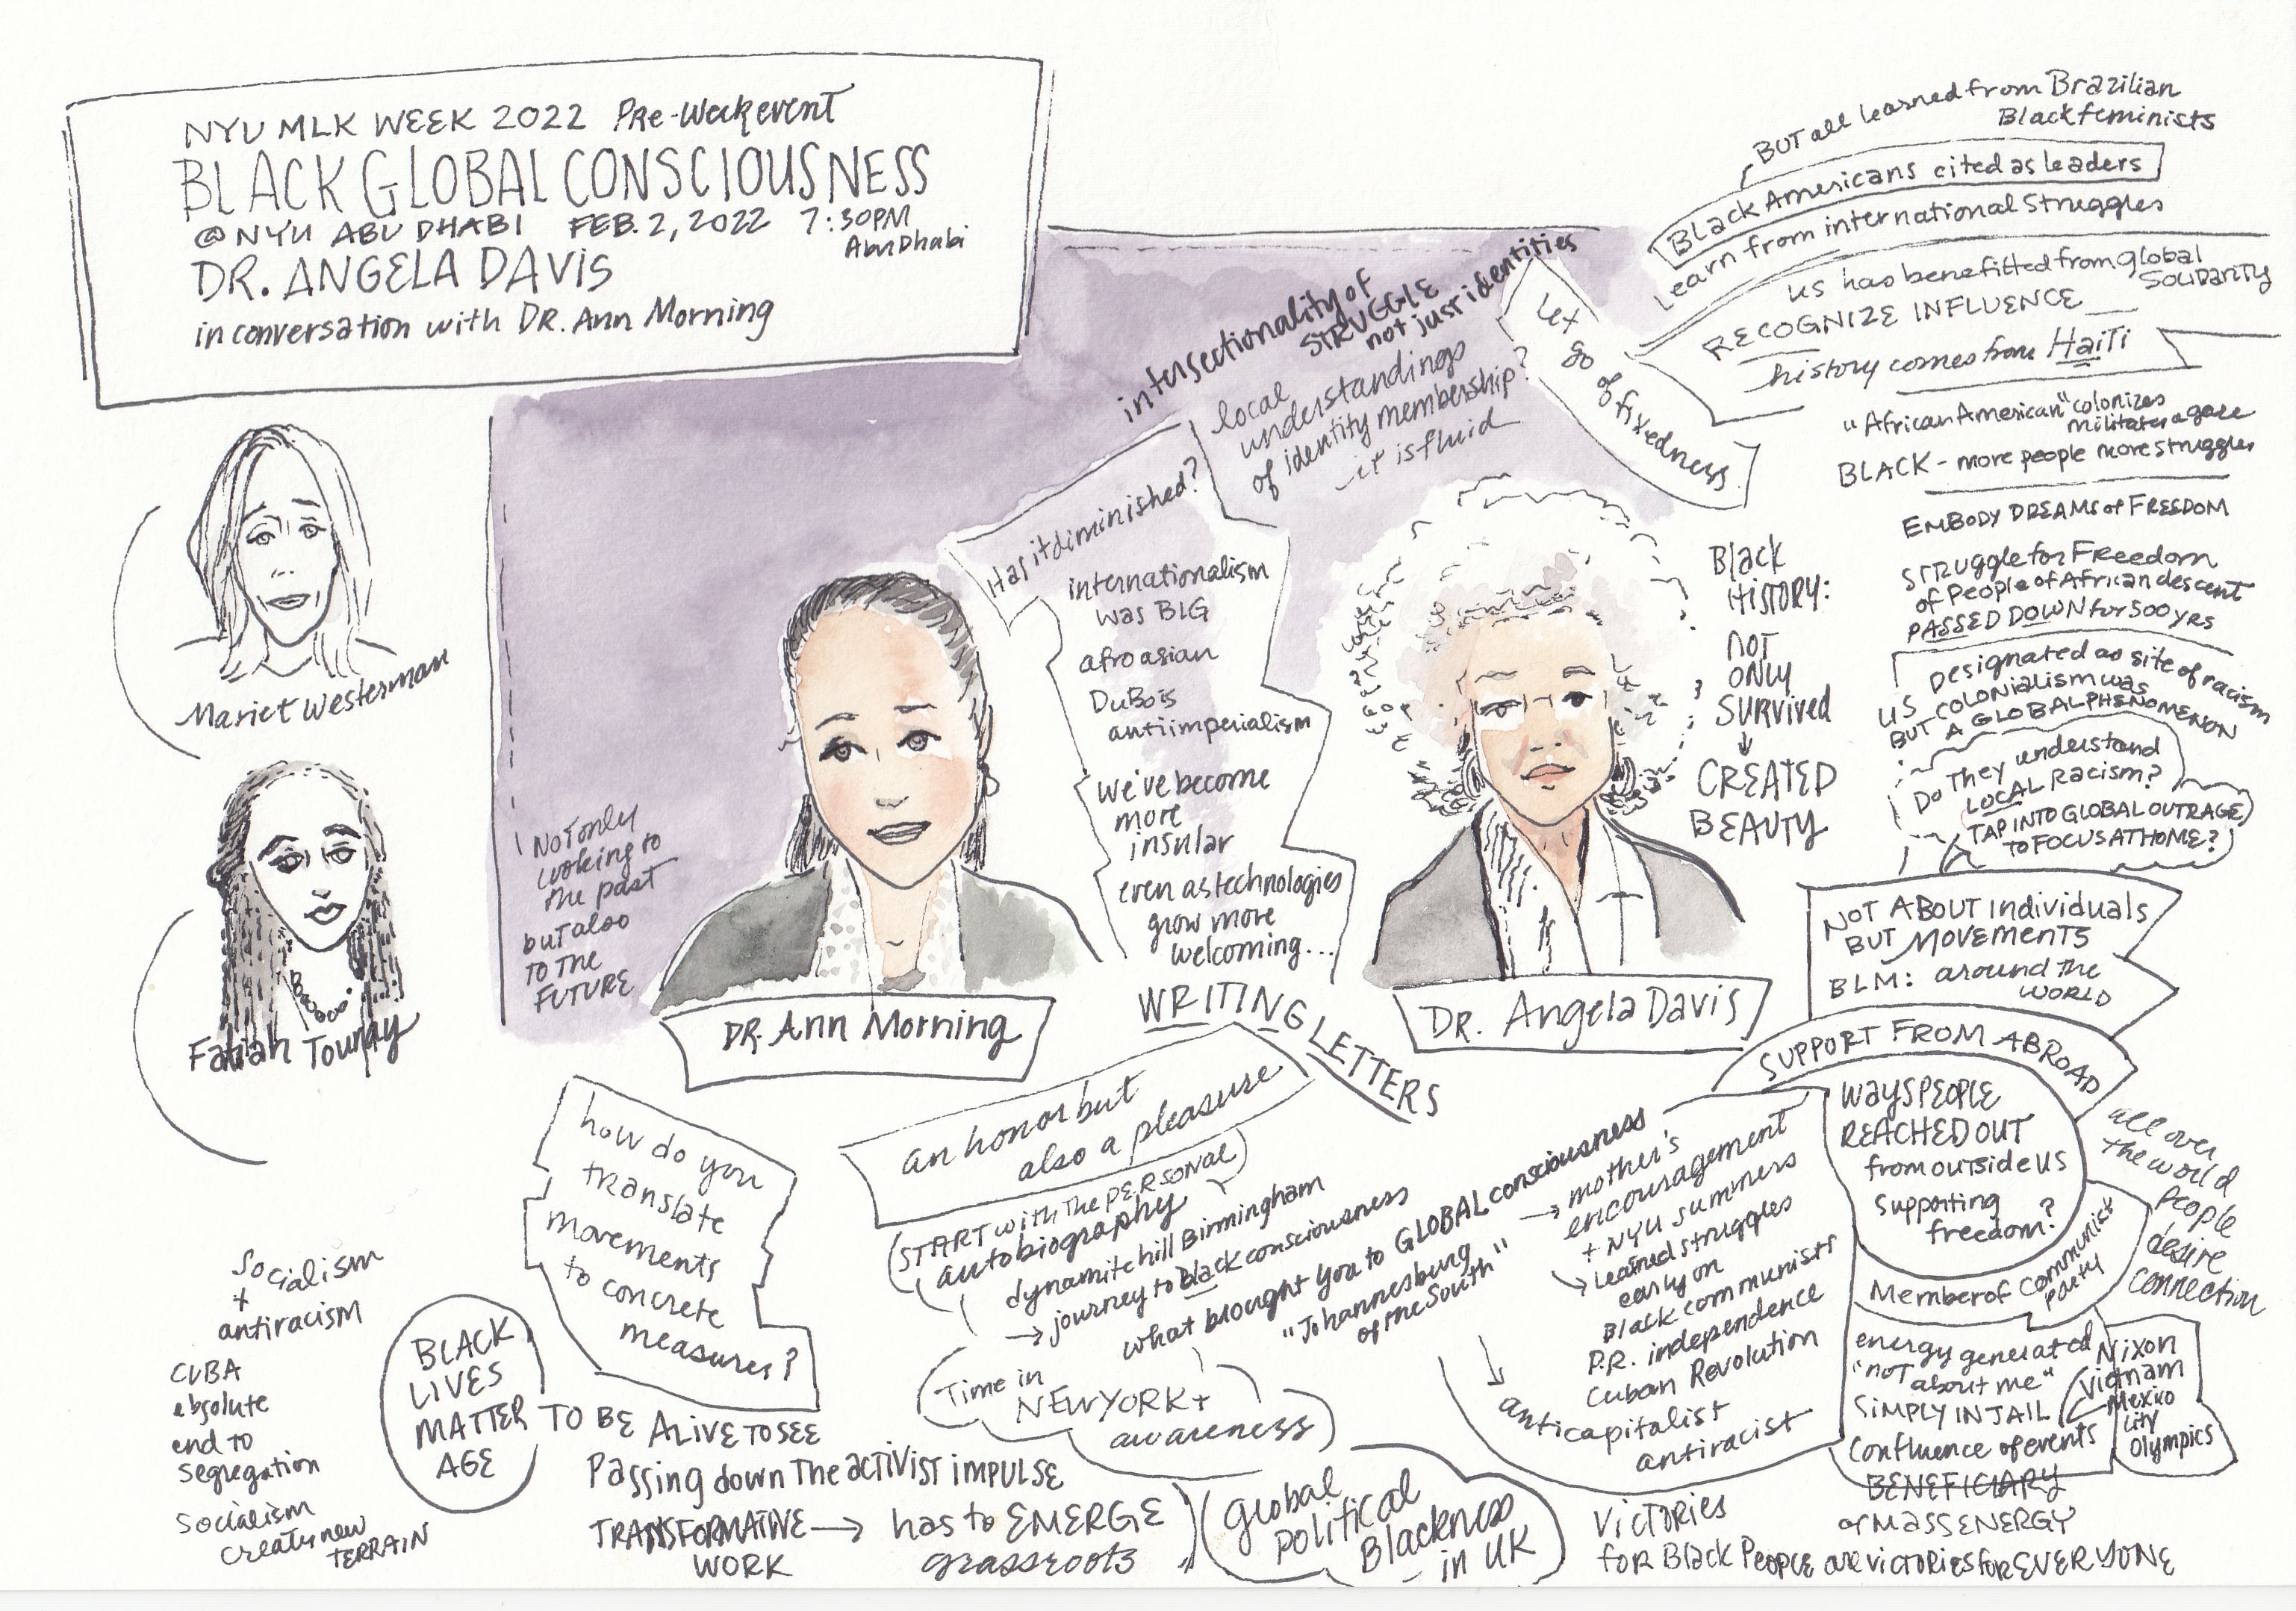 NYU MLK WEEK 2022 Pre-Week event
BLACK GLOBAL CONSCIOUSNESS
@ NYU ABU DHABI FEB. 2, 2022 7:30PM
Abu Dhabi
DR. ANGELA DAVIS
in conversation with DR. Ann Morning
Mariet Westerman
Fatiah Touray
Not only
looking to
the past
but also
TO THE
FUTURE
DR. Ann Morning
intersectionality of
STRUGGLE
not just identities
local
understandings
of identity membership?
it is fluid
Let
go
of
fixedness
Has it diminished?
internationalism
was BIG
afroasian
DuBois
antiimperialism
we've become
more
insular
even as technologies
grow more
welcoming...
DR. Angela Davis
Black
HISTORY:
NOT
ONLY
SURVIVED
CREATED
BEAUTY
BUT all learned from Brazilian
Black feminists
Black Americans cited as leaders
Learn from international Struggles
US has benefitted from global
SOLIDARITY
RECOGNIZE INFLUENCE
history comes from HaiTi
"African American" colonizes
militates agaze
BLACK - more people more struggles
EMBODY DREAMS of FREEDOM
STRuggle for Freedom
of People of African descent
PASSED DOWN for 500 yrs
Designated as site of racism
US COLONialism was
BUT A GLOBAL PHENOMENON
Do They understand
LOCAL Racism?
TAP INTO GLOBAL OUTRAGE
TO FOCUS AT HOME?
NOT ABOUT Individuals
BUT MOVEMENTS
BLM: around The
WORLD
SUPPORT FROM ABROAD
WAYS PEOPLE
REACHED OUT
from outside US
Supporting
freedom?
all over
the world
people
desire
connection
Member of Communist
Party
energy generated
"not
about me"
SIMPLY IN JAIL
Confluence of events
Nixon
Vietnam
Mexico
City
Olympics
BENEFICIARY
of MASS ENERGY
VICTORIES
for Black People are victories for EVERYONE
WRITING LETTERS
an honor but
also a pleasure
START with The PERSONAL
autobiography
dynamite hill Birmingham
journey to Black consciousness
what brought you to GLOBAL consciousness
"Johannesburg
of the South"
mother's
encouragement
+ NYU summers
Learned struggles
early on
Black communists
P.R. independence
Cuban Revolution
anticapitalist
antiracist
Time in
NEW YORK +
awareness
global
political
Blackness
in UK
how do you
translate
movements
to concrete
measures?
Socialism
+
antiracism
CUBA
absolute
end to
segregation
Socialism
new
TERRAIN
BLACK
LIVES
MATTER
AGE
TO BE ALIVE TO SEE
Passing down The activist impulse
TRANSFORMATIVE
WORK
has to EMERGE
grassroots